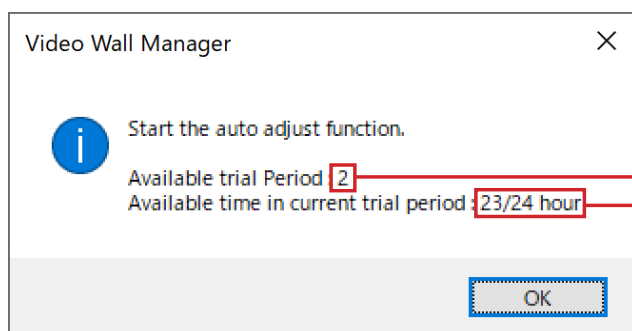 Video Wall Manager
Start the auto adjust function.
Available trial Period : 2
Available time in current trial period : 23/24 hour
OK